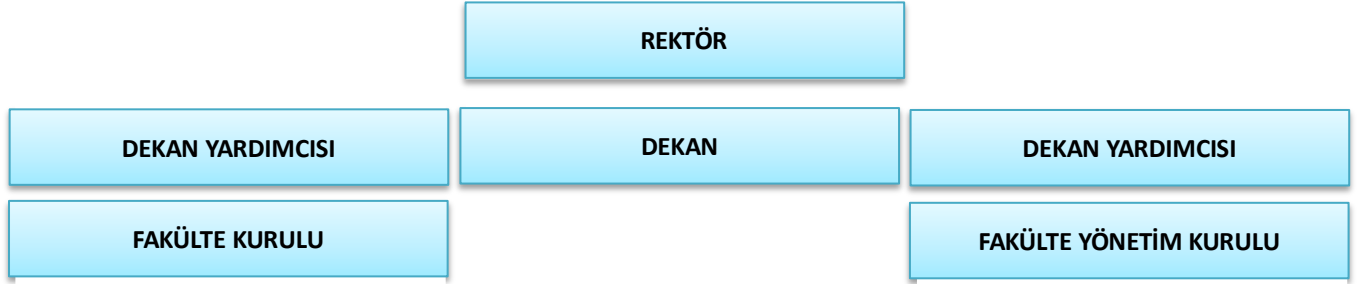 REKTÖR
DEKAN YARDIMCISI
DEKAN
DEKAN YARDIMCISI
FAKÜLTE KURULU
FAKÜLTE YÖNETİM KURULU